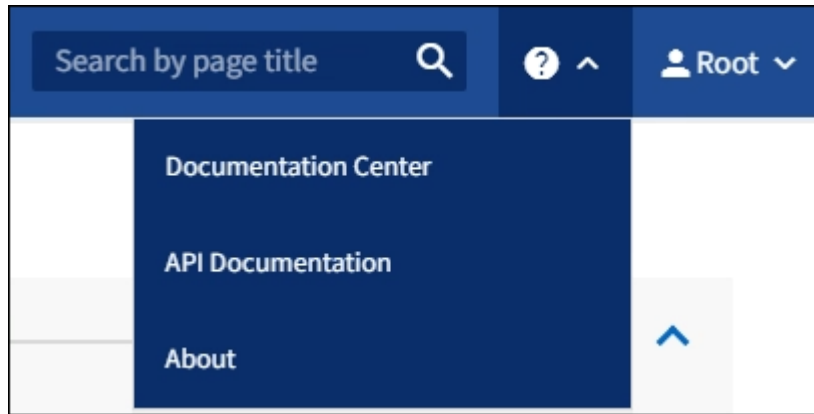 Search by page title
Root
Documentation Center
API Documentation
About